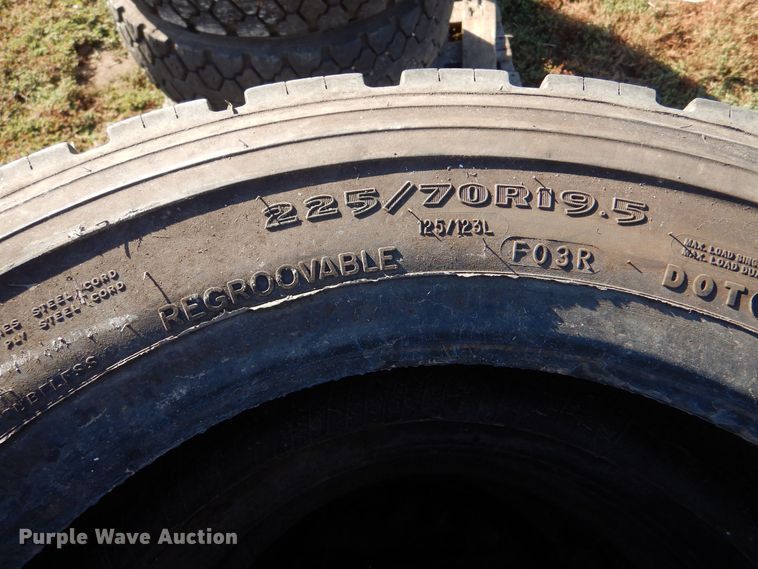 225/70R19.5
125/123L
MAX. LOAD
MAX. LOAD
REGROOVABLE
F03R
DOT
STEEL CORD
PLY STEEL CORD
Purple Wave Auction